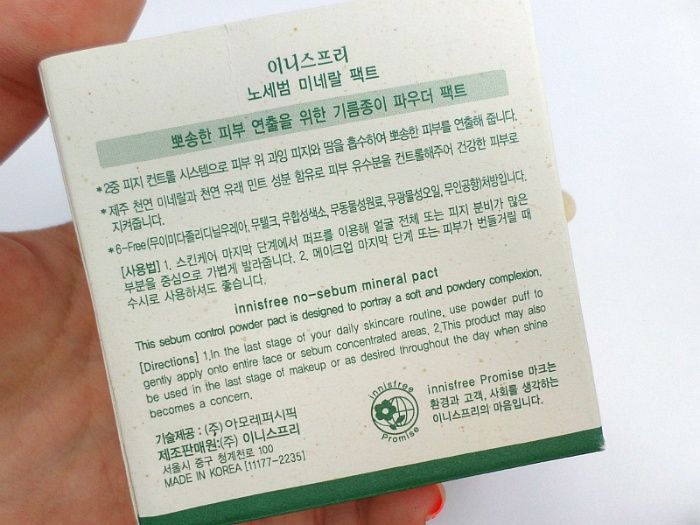 이니스프리
노세범 미네랄 팩트
뽀송한 피부 연출을 위한 기름종이 파우더 팩트
*2중 피지 컨트롤 시스템으로 피부 위 과잉 피지와 땀을 흡수하여 뽀송한 피부를 연출해 줍니다.
*제주 천연 미네랄과 천연 유래 민트 성분 함유로 피부 유수분을 컨트롤해주어 건강한 피부로
지켜줍니다.
*6-Free(무이미다졸리디닐우레아, 무탤크, 무합성색소, 무동물성원료, 무광물성오일, 무인공향)처방입니다.
[사용법] 1. 스킨케어 마지막 단계에서 퍼프를 이용해 얼굴 전체 또는 피지 분비가 많은
부분을 중심으로 가볍게 발라줍니다. 2. 메이크업 마지막 단계 또는 피부가 번들거릴 때
수시로 사용하셔도 좋습니다.
innisfree no-sebum mineral pact
This sebum control powder pact is designed to portray a soft and powdery complexion.
[Directions] 1.In the last stage of your daily skincare routine, use powder puff to
gently apply onto entire face or sebum concentrated areas. 2.This product may also
be used in the last stage of makeup or as desired throughout the day when shine
becomes a concern.
기술제공 : (주) 아모레퍼시픽
제조판매원:(주) 이니스프리
서울시 중구 청계천로 100
MADE IN KOREA [11177-2235]
innisfree
Promise
innisfree Promise 마크는
환경과 고객, 사회를 생각하는
이니스프리의 마음입니다.